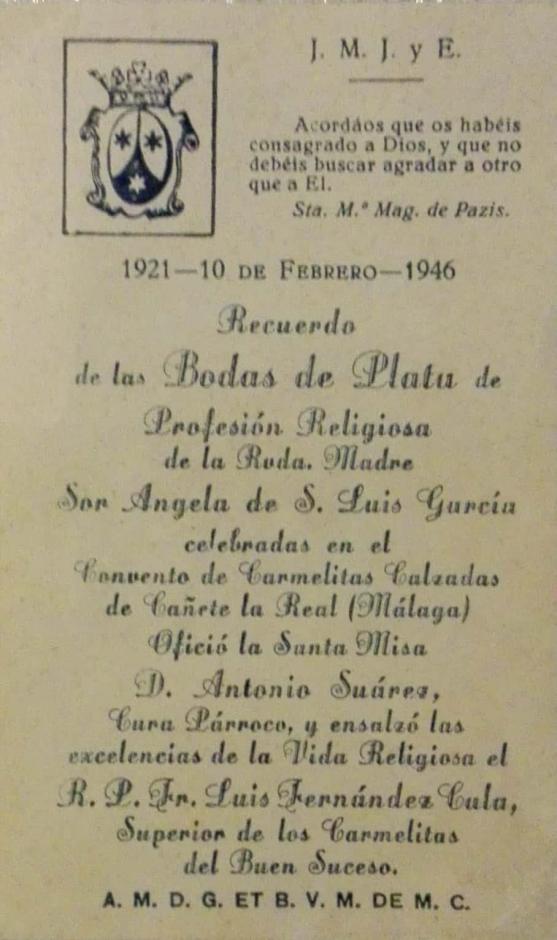 J. M. J. y E.
Acordáos que os habéis
consagrado a Dios, y que no
debéis buscar agradar a otro
que a El.
Sta. M.ª Mag. de Pazis.
1921—10 DE FEBRERO—1946
Recuerdo
de las Bodas de Plata de
Profesión Religiosa
de la Rvda. Madre
Sor Angela de S. Luis García
celebradas en el
Convento de Carmelitas Calzadas
de Cañete la Real (Málaga)
Ofició la Santa Misa
D. Antonio Suárez,
Cura Párroco, y ensalzó las
excelencias de la Vida Religiosa el
R. P. Fr. Luis Fernández Cula,
Superior de los Carmelitas
del Buen Suceso.
A. M. D. G. ET B. V. M. DE M. C.